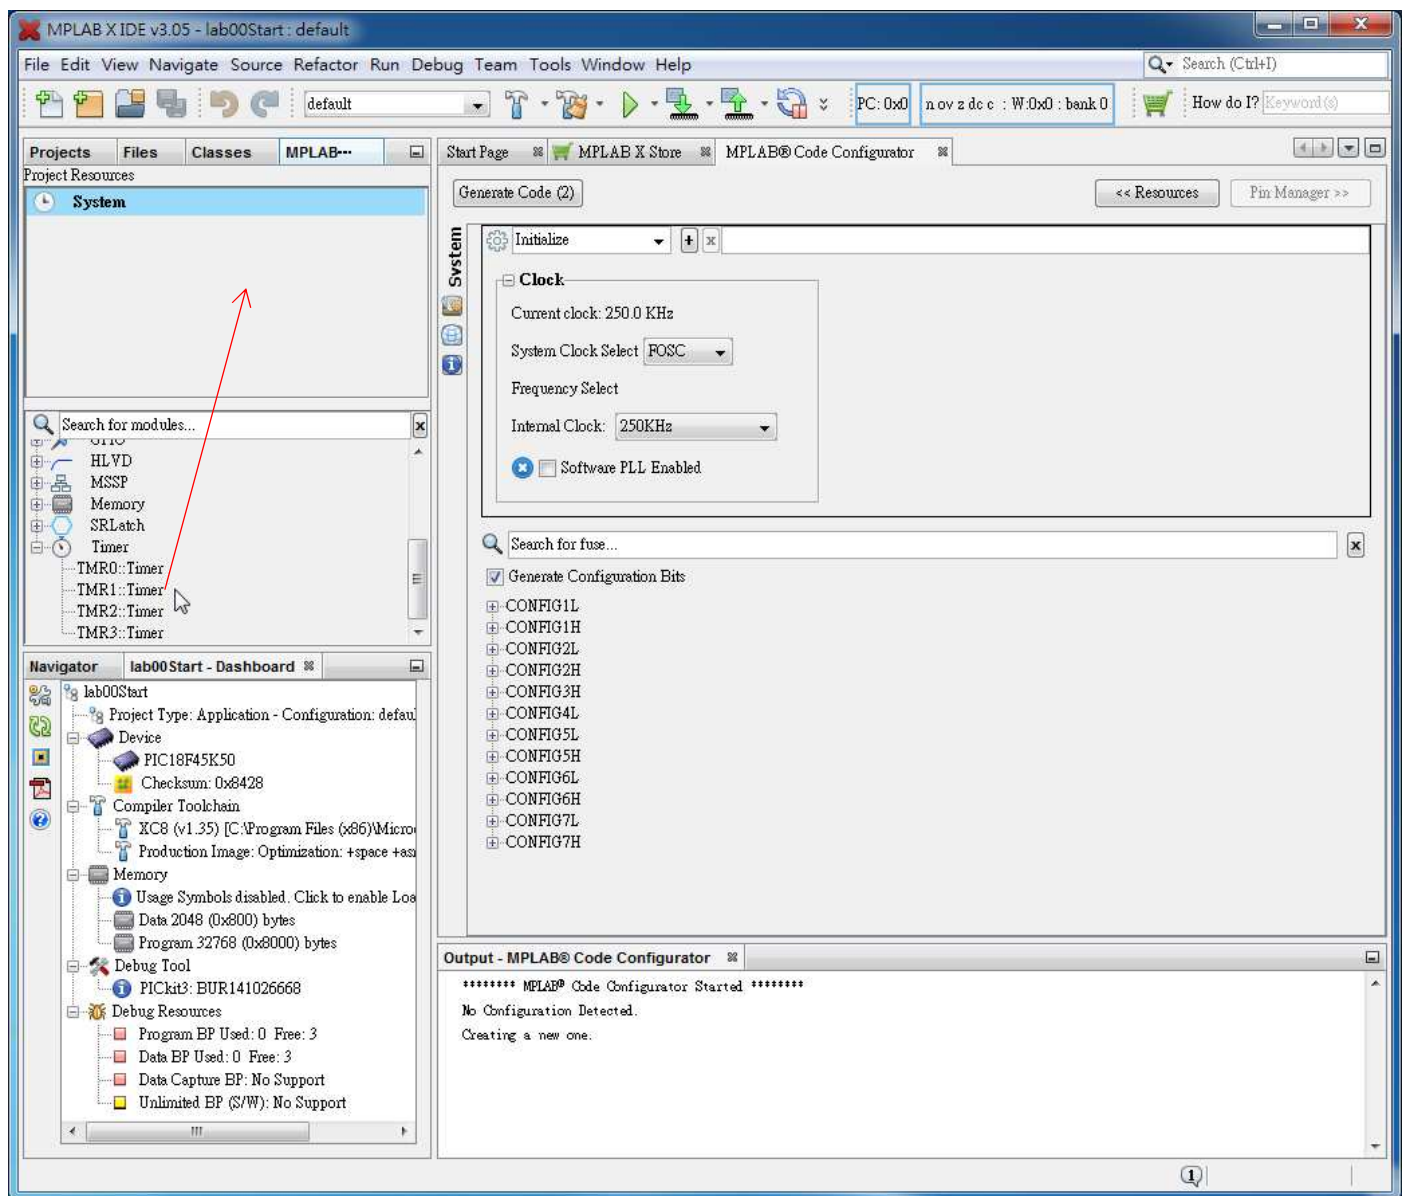 MPLAB X IDE v3.05 - lab00Start : default
File Edit View Navigate Source Refactor Run Debug Team Tools Window Help
Search (Ctrl+I)
default
PC: 0x0
n ov z dc c : W:0x0 : bank 0
How do I?
Keyword(s)
Projects Files Classes MPLAB...
Start Page MPLAB X Store MPLAB® Code Configurator
Project Resources
System
Generate Code (2)
<< Resources
Pin Manager >>
System
Initialize
Clock
Current clock: 250.0 KHz
System Clock Select FOSC
Frequency Select
Internal Clock: 250KHz
Software PLL Enabled
Search for modules...
GPIO
HLVD
MSSP
Memory
SRLatch
Timer
TMR0::Timer
TMR1::Timer
TMR2::Timer
TMR3::Timer
Search for fuse...
Generate Configuration Bits
CONFIG1L
CONFIG1H
CONFIG2L
CONFIG2H
CONFIG3H
CONFIG4L
CONFIG5L
CONFIG5H
CONFIG6L
CONFIG6H
CONFIG7L
CONFIG7H
Navigator lab00Start - Dashboard
lab00Start
Project Type: Application - Configuration: defau
Device
PIC18F45K50
Checksum: 0x8428
Compiler Toolchain
XC8 (v1.35) [C:\Program Files (x86)\Micro
Production Image: Optimization: +space +asn
Memory
Usage Symbols disabled. Click to enable Loa
Data 2048 (0x800) bytes
Program 32768 (0x8000) bytes
Debug Tool
PICkit3: BUR141026668
Debug Resources
Program BP Used: 0 Free: 3
Data BP Used: 0 Free: 3
Data Capture BP: No Support
Unlimited BP (S/W): No Support
Output - MPLAB® Code Configurator
******** MPLAB® Code Configurator Started ********
No Configuration Detected.
Creating a new one.
1